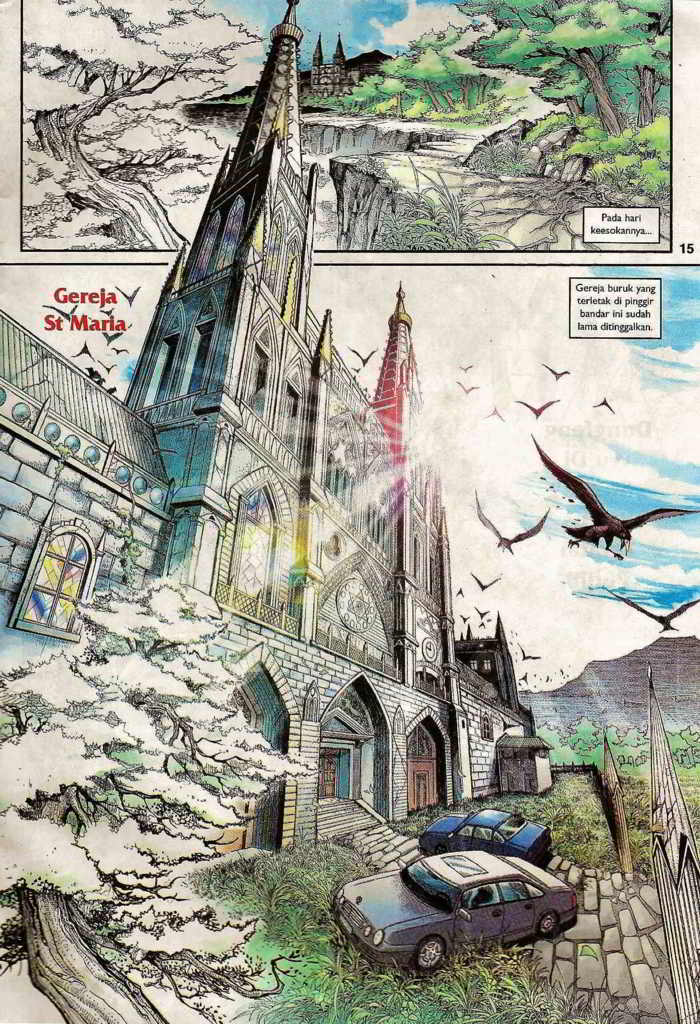 Pada hari
keesokannya...
15
Gereja
St Maria
Gereja buruk yang
terletak di pinggir
bandar ini sudah
lama ditinggalkan.